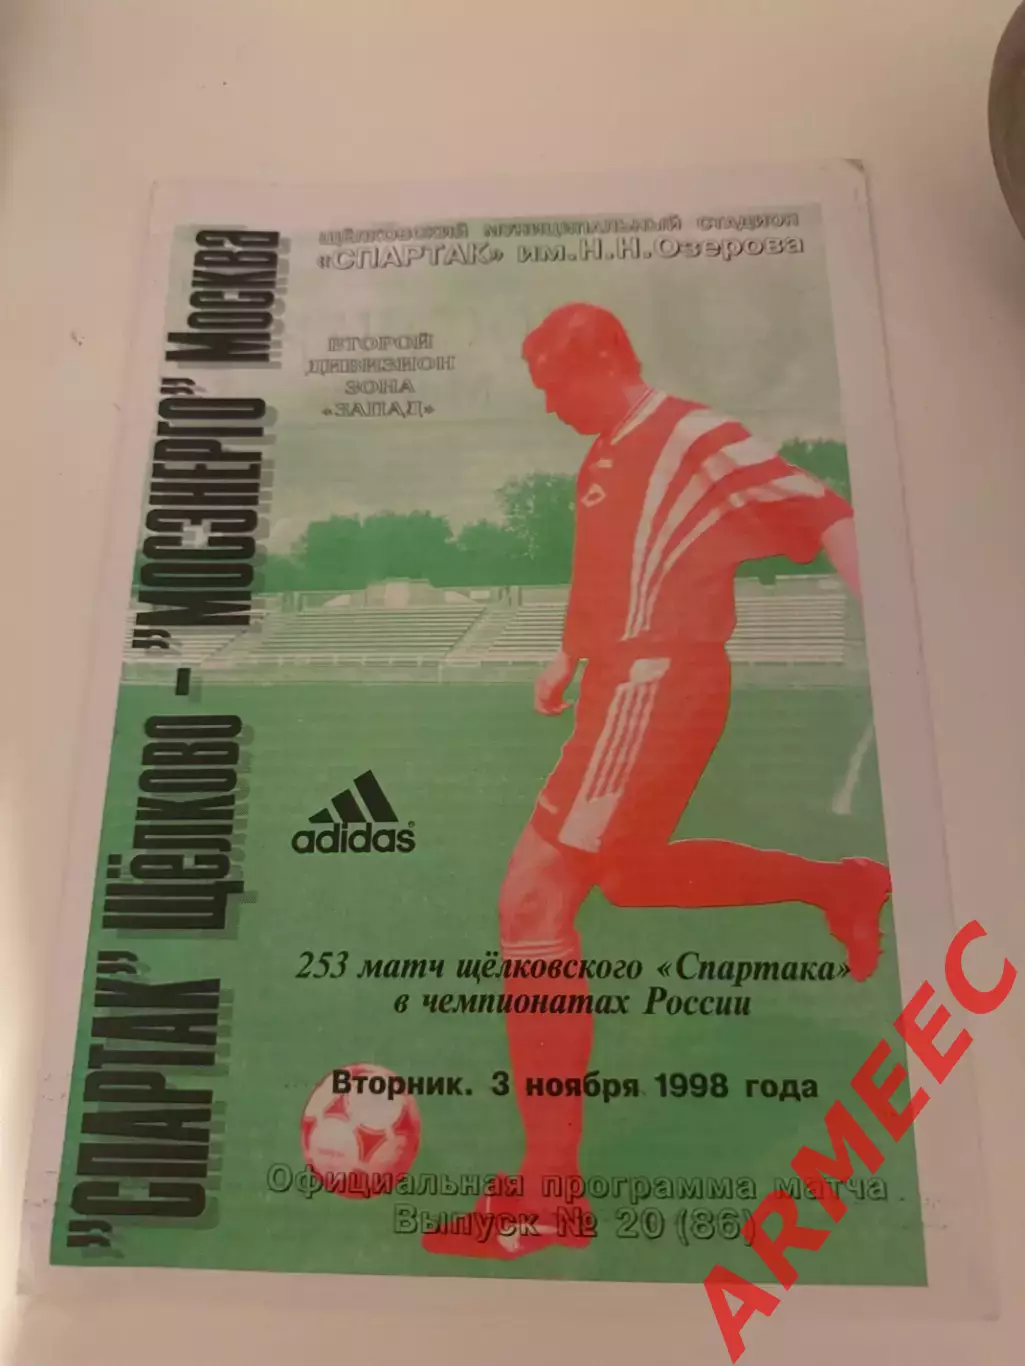 ЩЁЛКОВСКИЙ МУНИЦИПАЛЬНЫЙ СТАДИОН
«СПАРТАК» им.Н.Н.Озерова
"СПАРТАК" ЩЁЛКОВО - "МОСЭНЕРГО" МОСКВА
ВТОРОЙ
ДИВИЗИОН
ЗОНА
«ЗАПАД»
adidas®
253 матч щёлковского «Спартака»
в чемпионатах России
Вторник. 3 ноября 1998 года
Официальная программа матча
Выпуск № 20 (86)
ARMEEC